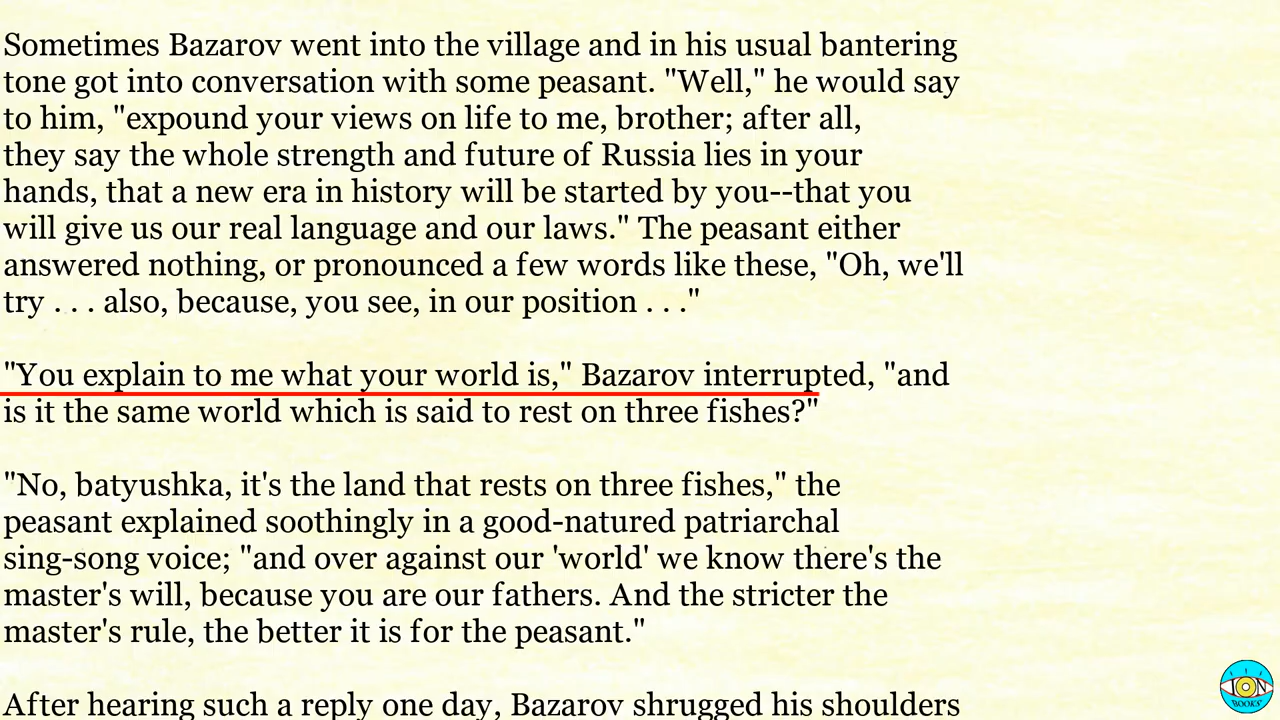 Sometimes Bazarov went into the village and in his usual bantering
tone got into conversation with some peasant. "Well," he would say
to him, "expound your views on life to me, brother; after all,
they say the whole strength and future of Russia lies in your
hands, that a new era in history will be started by you--that you
will give us our real language and our laws." The peasant either
answered nothing, or pronounced a few words like these, "Oh, we'll
try . . . also, because, you see, in our position . . ."
"You explain to me what your world is," Bazarov interrupted, "and
is it the same world which is said to rest on three fishes?"
"No, batyushka, it's the land that rests on three fishes," the
peasant explained soothingly in a good-natured patriarchal
sing-song voice; "and over against our 'world' we know there's the
master's will, because you are our fathers. And the stricter the
master's rule, the better it is for the peasant."
After hearing such a reply one day, Bazarov shrugged his shoulders
ION
BOOKS